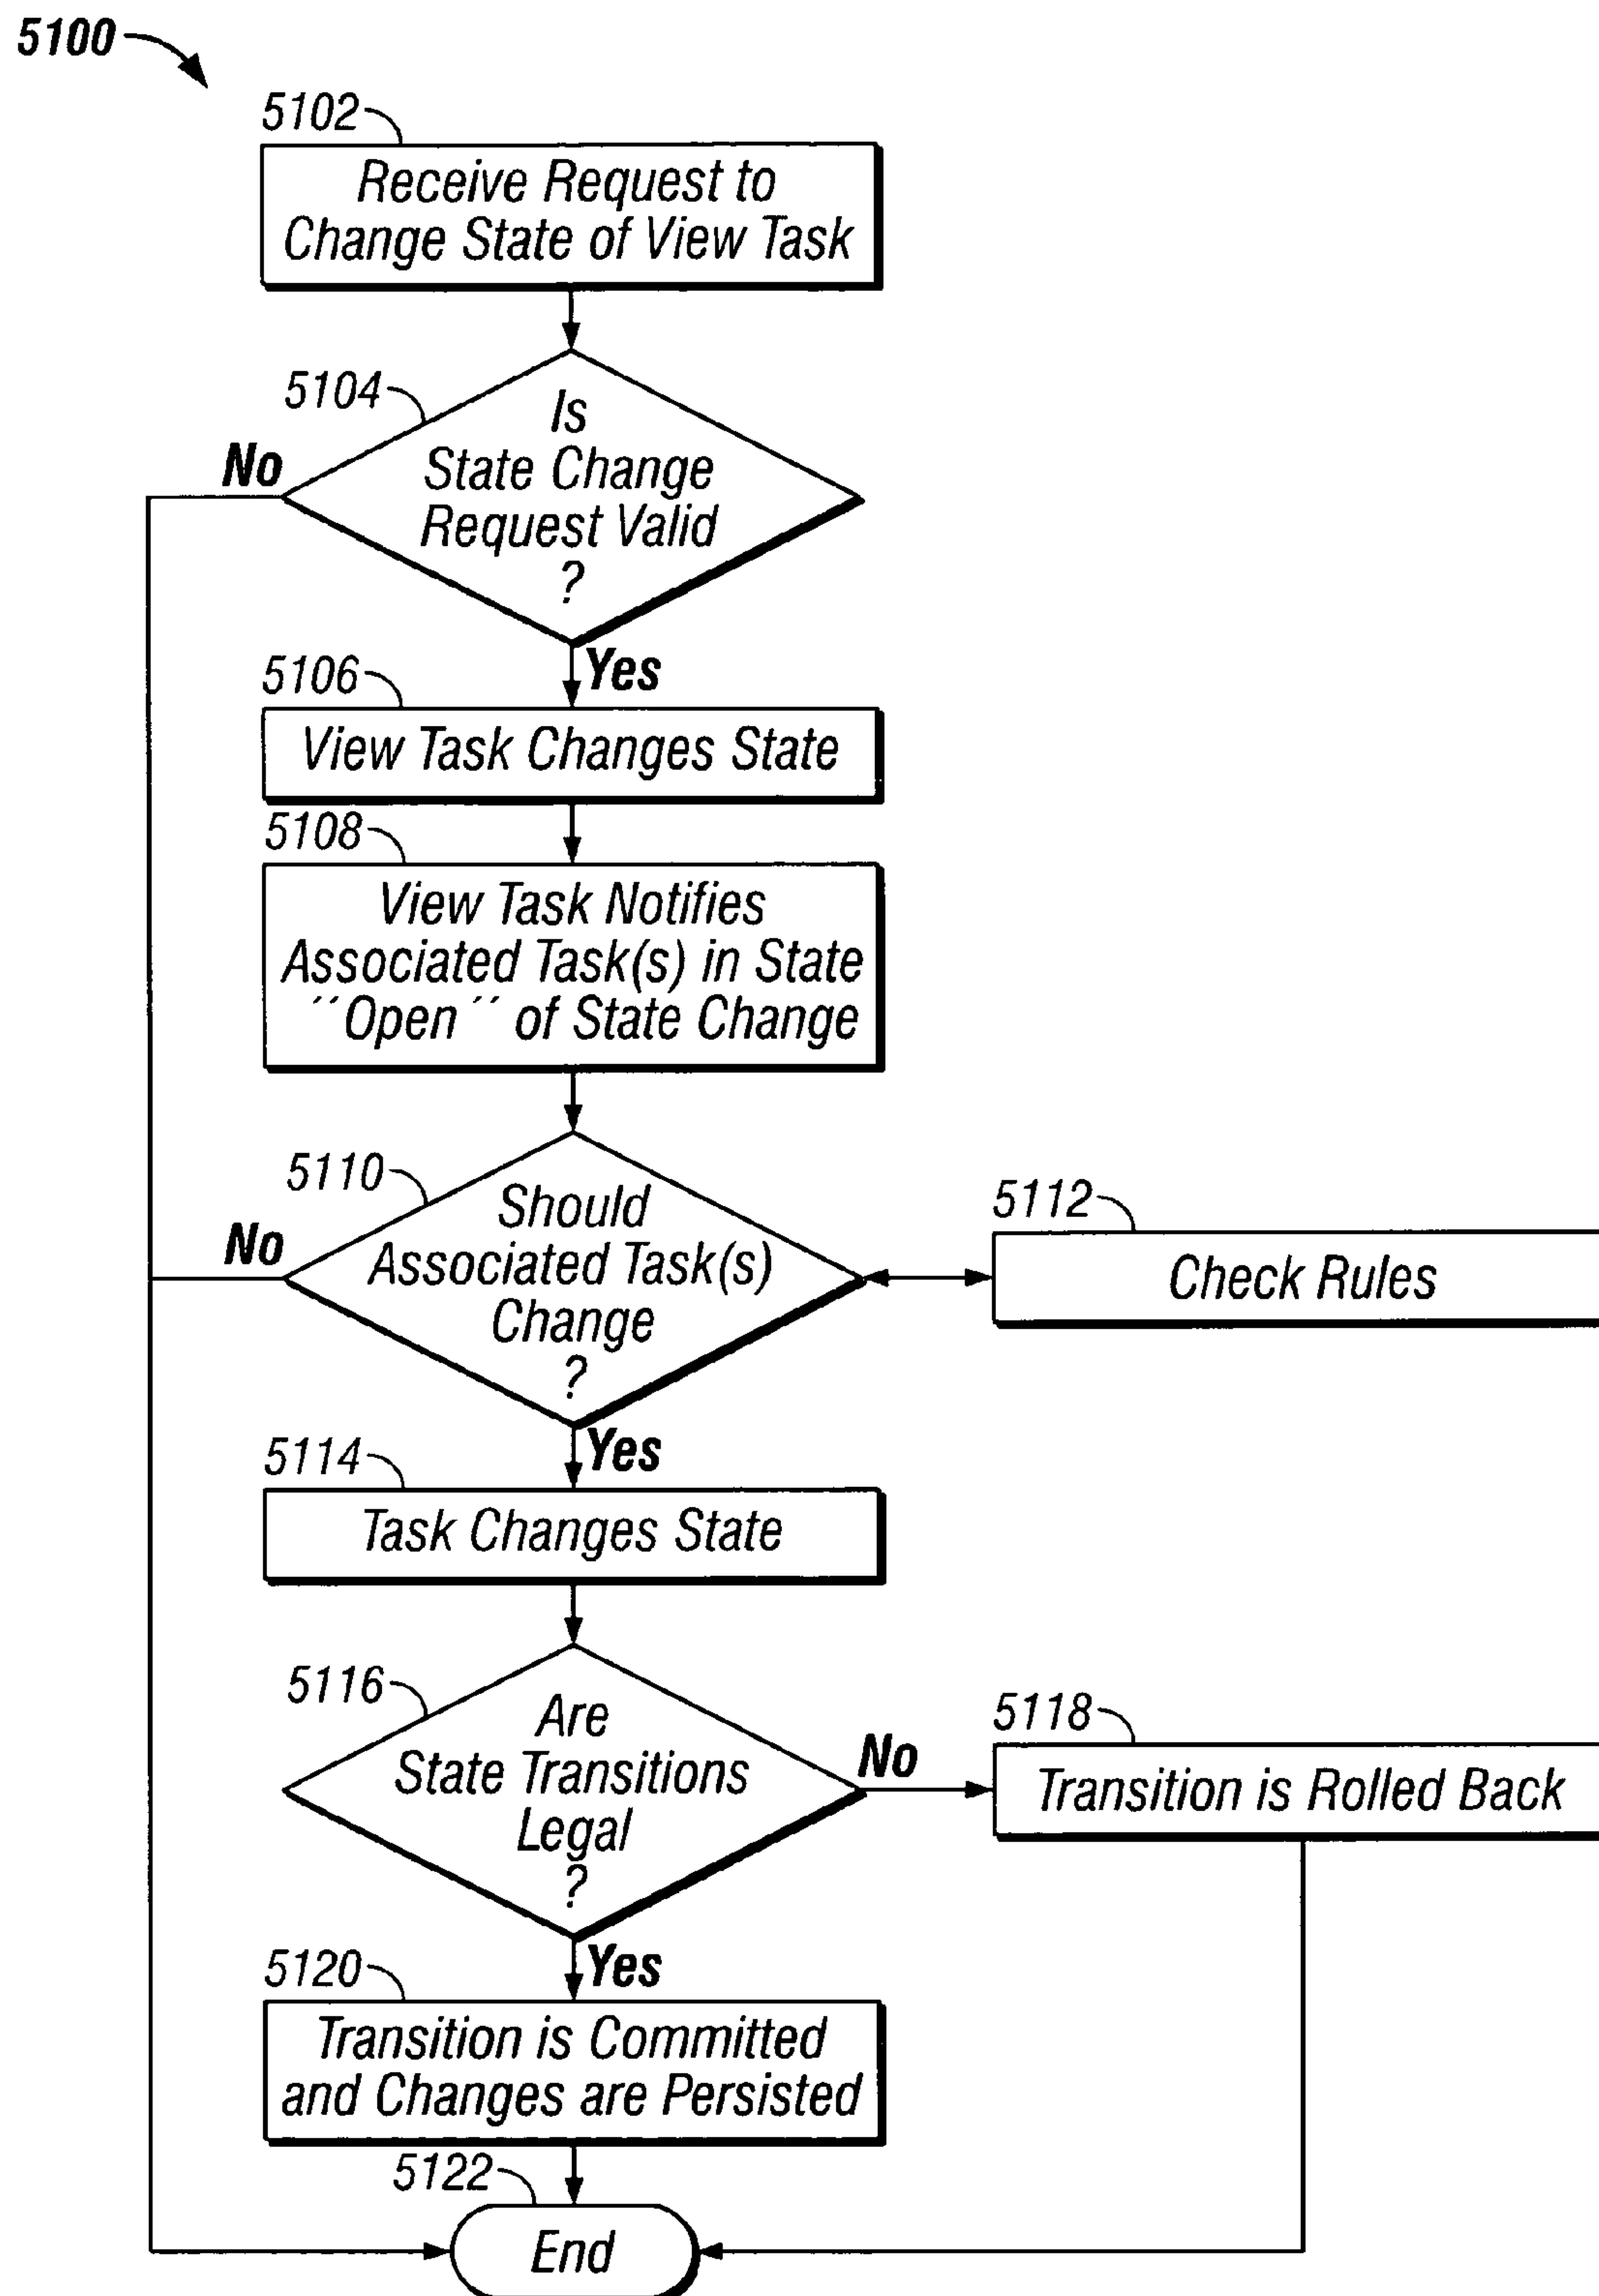 5100
5102
Receive Request to
Change State of View Task
5104
Is
State Change
Request Valid
?
No
Yes
5106
View Task Changes State
5108
View Task Notifies
Associated Task(s) in State
˝Open˝ of State Change
5110
Should
Associated Task(s)
Change
?
No
5112
Check Rules
Yes
5114
Task Changes State
5116
Are
State Transitions
Legal
?
No
5118
Transition is Rolled Back
Yes
5120
Transition is Committed
and Changes are Persisted
5122
End